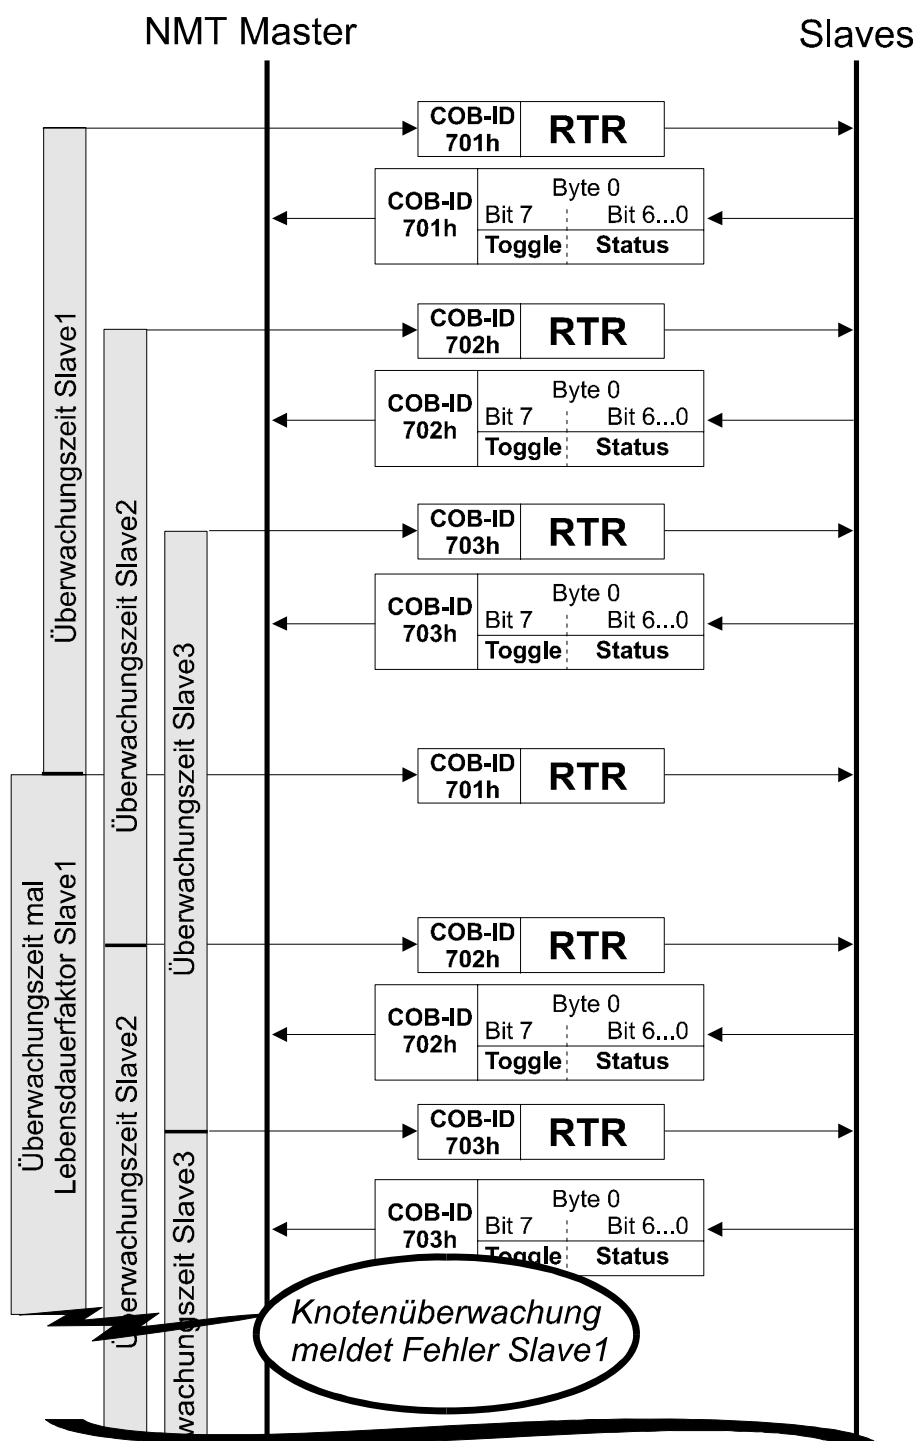 NMT Master
Slaves
COB-ID
701h
RTR
COB-ID
701h
Byte 0
Bit 7 Bit 6...0
Toggle Status
Überwachungszeit Slave1
COB-ID
702h
RTR
COB-ID
702h
Byte 0
Bit 7 Bit 6...0
Toggle Status
Überwachungszeit Slave2
COB-ID
703h
RTR
COB-ID
703h
Byte 0
Bit 7 Bit 6...0
Toggle Status
Überwachungszeit Slave3
COB-ID
701h
RTR
Überwachungszeit mal
Lebensdauerfaktor Slave1
COB-ID
702h
RTR
COB-ID
702h
Byte 0
Bit 7 Bit 6...0
Toggle Status
Überwachungszeit Slave2
COB-ID
703h
RTR
COB-ID
703h
Byte 0
Bit 7 Bit 6...0
Toggle Status
wachungszeit Slave3
Knotenüberwachung
meldet Fehler Slave1